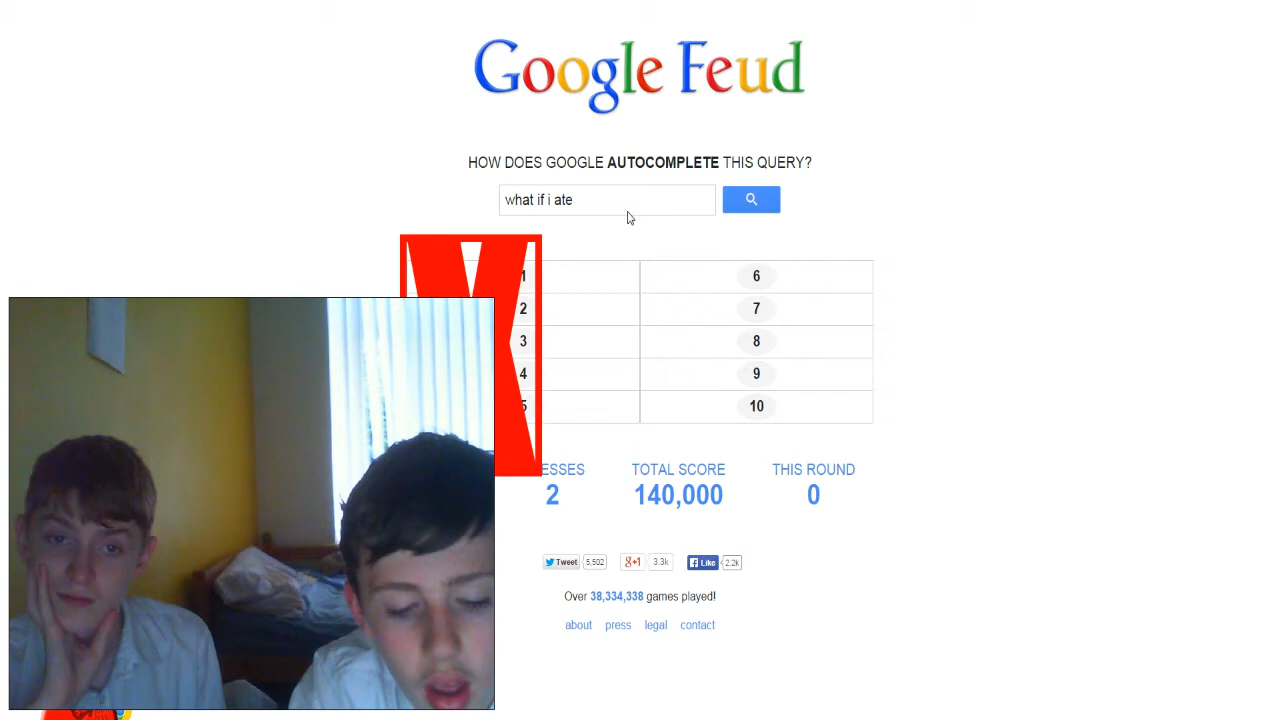 Google Feud
HOW DOES GOOGLE AUTOCOMPLETE THIS QUERY?
what if i ate
1 6
2 7
3 8
4 9
5 10
ESSES TOTAL SCORE THIS ROUND
2 140,000 0
Tweet 5,502 g+1 3.3k Like 2.2k
Over 38,334,338 games played!
about press legal contact